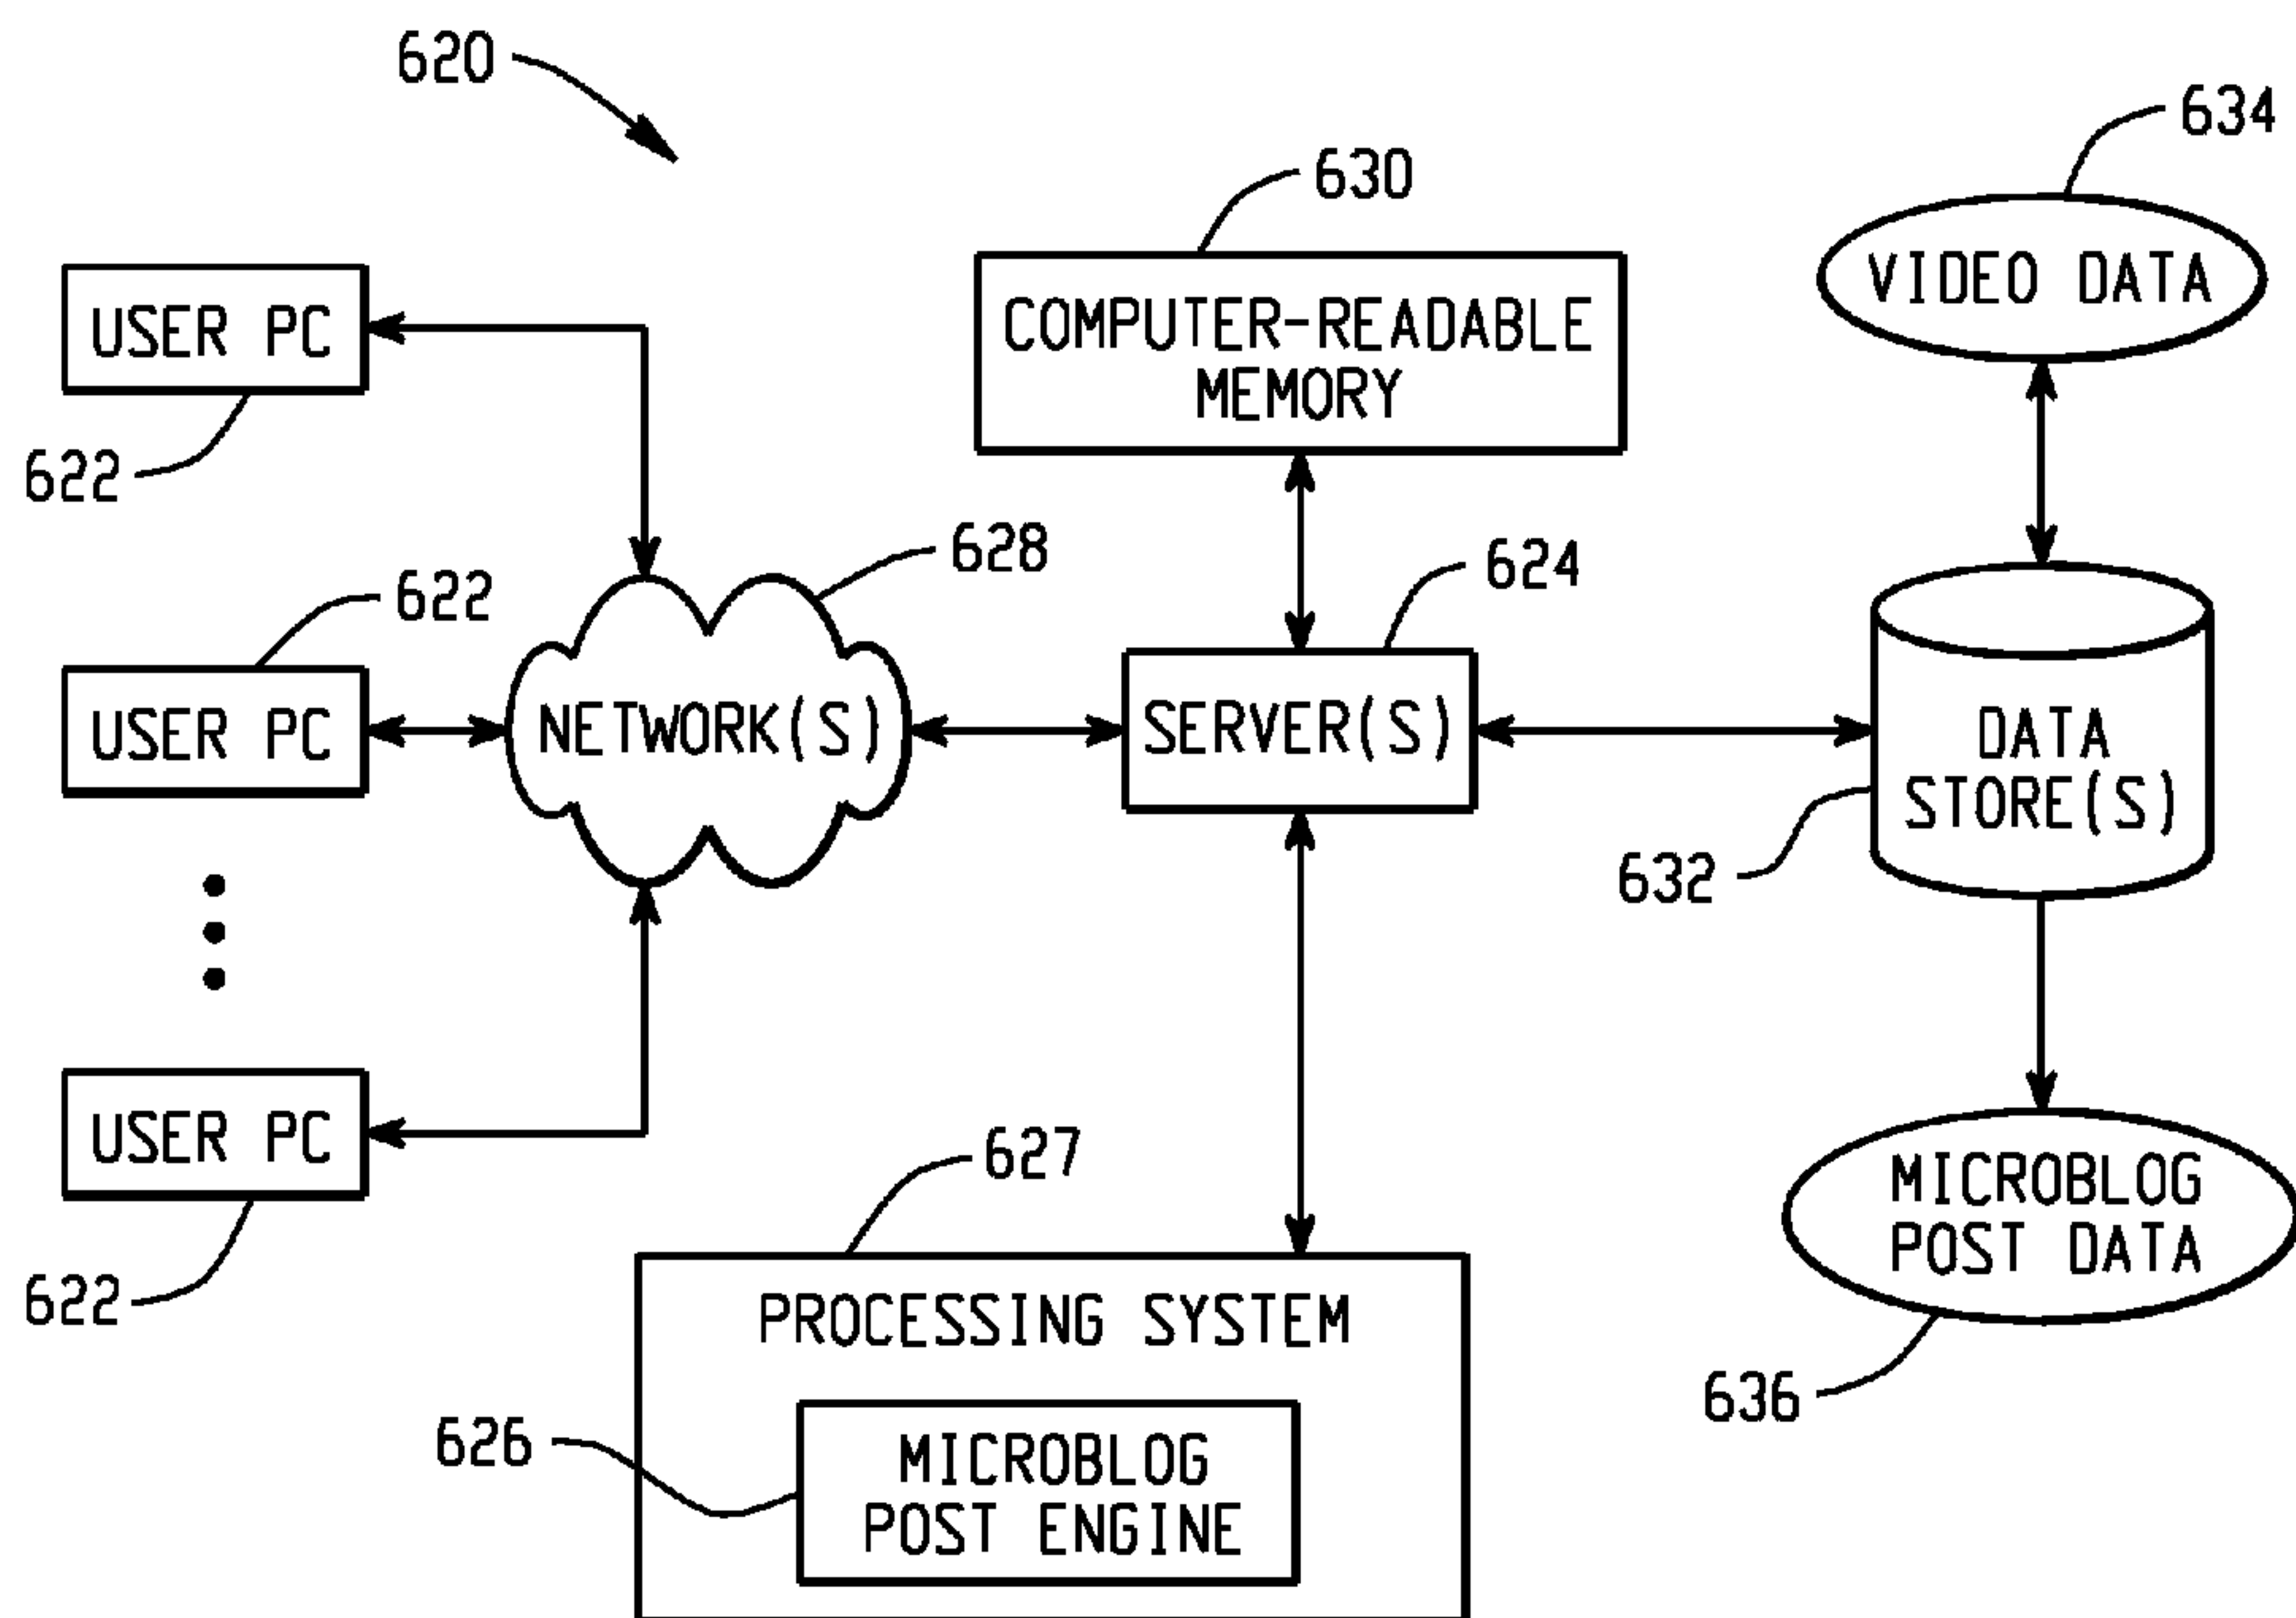 620
634
630
VIDEO DATA
USER PC
COMPUTER-READABLE
MEMORY
622
628
624
622
USER PC
NETWORK(S)
SERVER(S)
DATA
STORE(S)
632
USER PC
627
MICROBLOG
POST DATA
622
PROCESSING SYSTEM
636
626
MICROBLOG
POST ENGINE